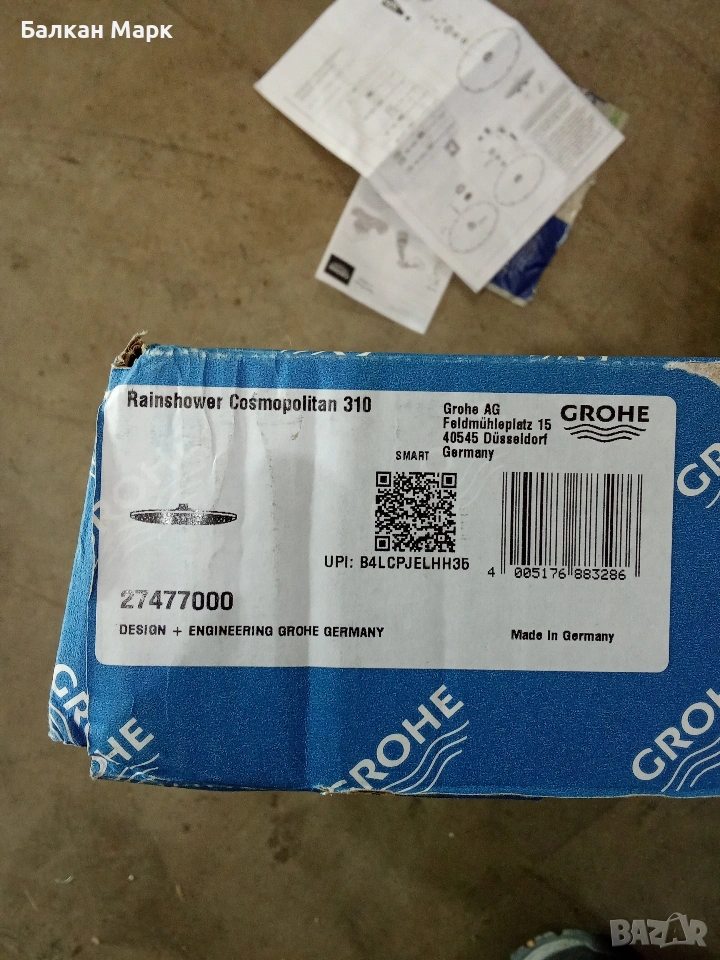 Балкан Марк
Rainshower Cosmopolitan 310
Grohe AG
Feldmühleplatz 15
40545 Düsseldorf
Germany
GROHE
SMART
UPI: B4LCPJELHH35
4 005176 883286
27477000
DESIGN + ENGINEERING GROHE GERMANY
Made in Germany
GROHE
GROHE
GROHE
BAZAR